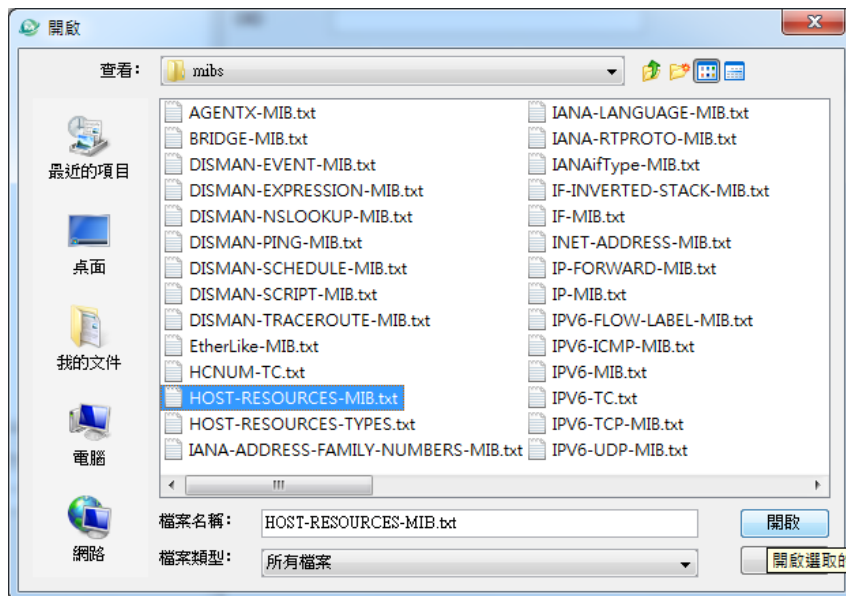 開啟
查看:
mibs
最近的項目
桌面
我的文件
電腦
網路
AGENTX-MIB.txt
BRIDGE-MIB.txt
DISMAN-EVENT-MIB.txt
DISMAN-EXPRESSION-MIB.txt
DISMAN-NSLOOKUP-MIB.txt
DISMAN-PING-MIB.txt
DISMAN-SCHEDULE-MIB.txt
DISMAN-SCRIPT-MIB.txt
DISMAN-TRACEROUTE-MIB.txt
EtherLike-MIB.txt
HCNUM-TC.txt
HOST-RESOURCES-MIB.txt
HOST-RESOURCES-TYPES.txt
IANA-ADDRESS-FAMILY-NUMBERS-MIB.txt
IANA-LANGUAGE-MIB.txt
IANA-RTPROTO-MIB.txt
IANAifType-MIB.txt
IF-INVERTED-STACK-MIB.txt
IF-MIB.txt
INET-ADDRESS-MIB.txt
IP-FORWARD-MIB.txt
IP-MIB.txt
IPV6-FLOW-LABEL-MIB.txt
IPV6-ICMP-MIB.txt
IPV6-MIB.txt
IPV6-TC.txt
IPV6-TCP-MIB.txt
IPV6-UDP-MIB.txt
檔案名稱:
HOST-RESOURCES-MIB.txt
開啟
檔案類型:
所有檔案
開啟選取的